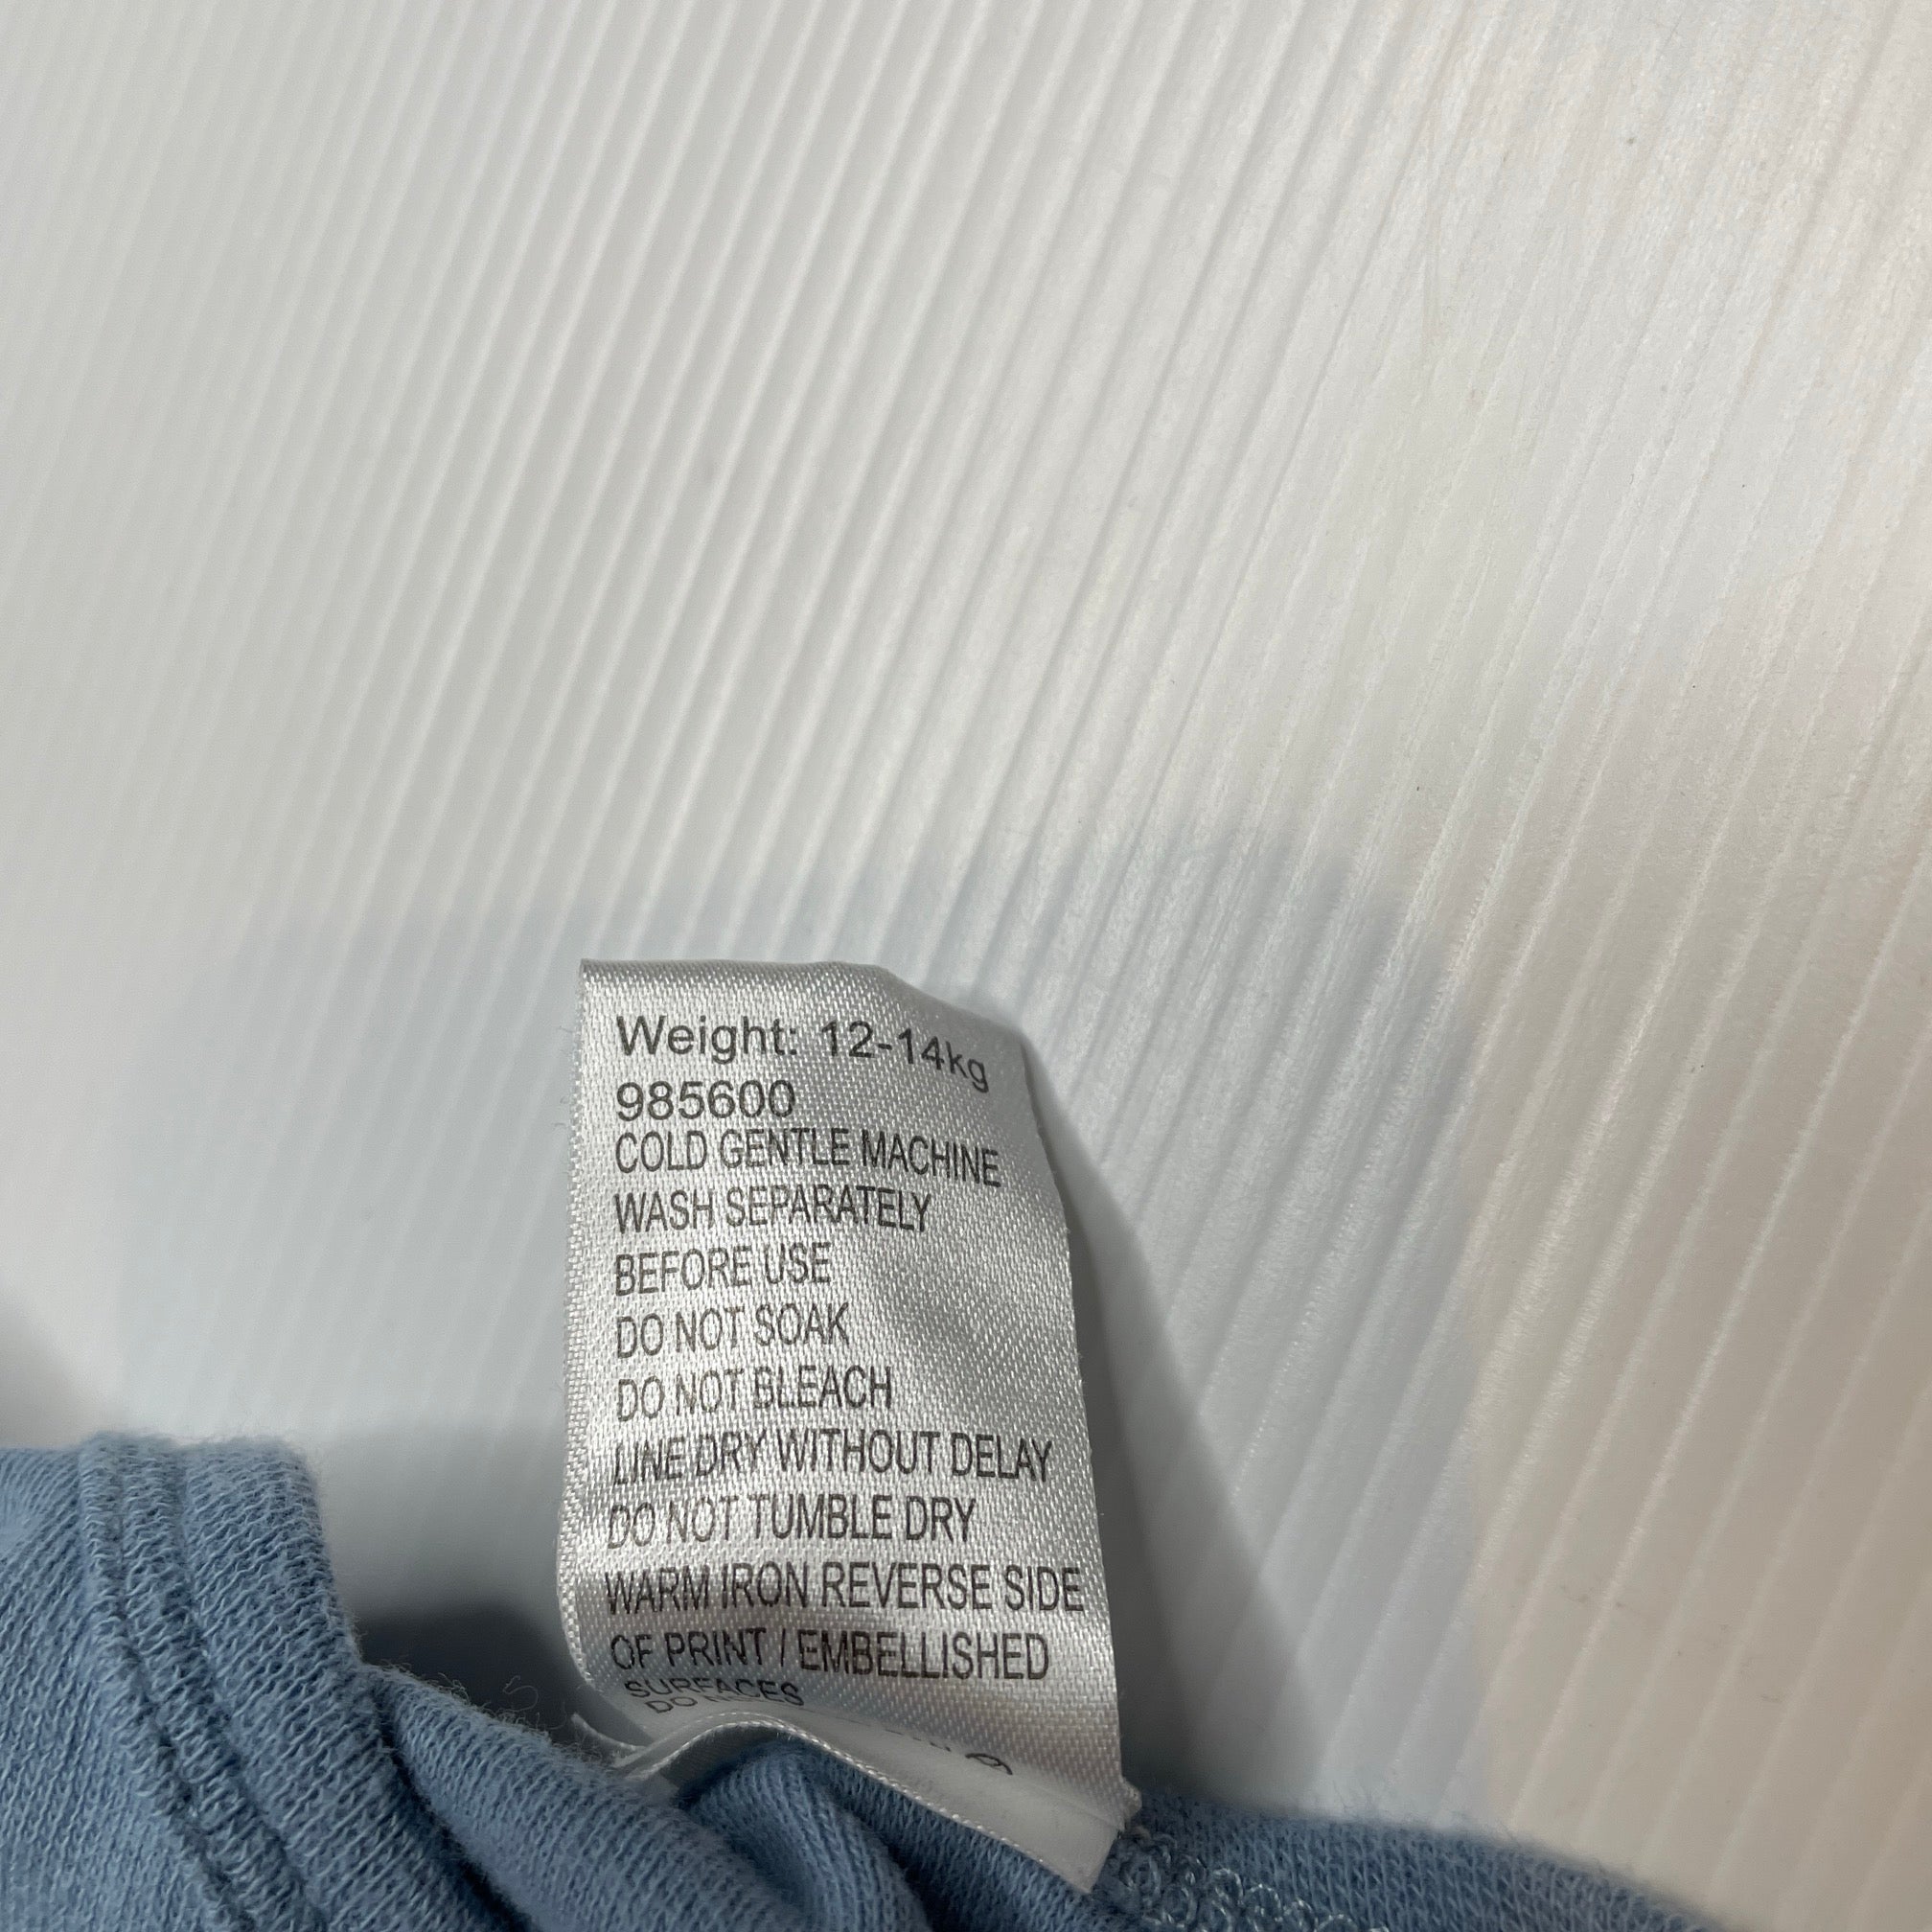 Weight: 12-14kg
985600
COLD GENTLE MACHINE
WASH SEPARATELY
BEFORE USE
DO NOT SOAK
DO NOT BLEACH
LINE DRY WITHOUT DELAY
DO NOT TUMBLE DRY
WARM IRON REVERSE SIDE
OF PRINT / EMBELLISHED
SURFACES
DO